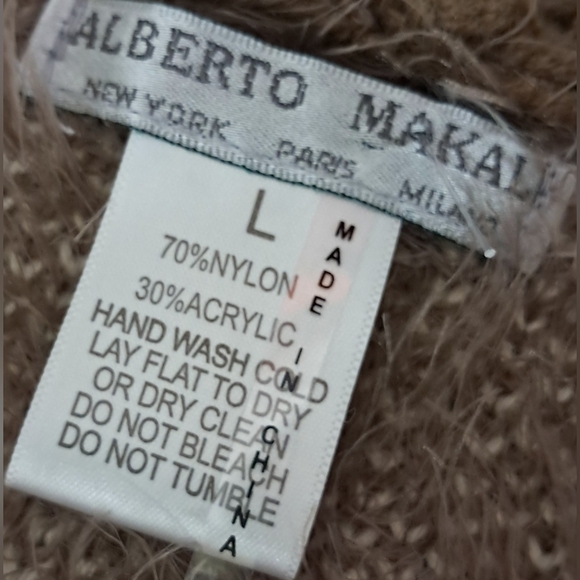 ALBERTO MAKALI
NEW YORK PARIS MILANO
L
70%NYLON
30%ACRYLIC
HAND WASH COLD
LAY FLAT TO DRY
OR DRY CLEAN
DO NOT BLEACH
DO NOT TUMBLE
MADE IN CHINA